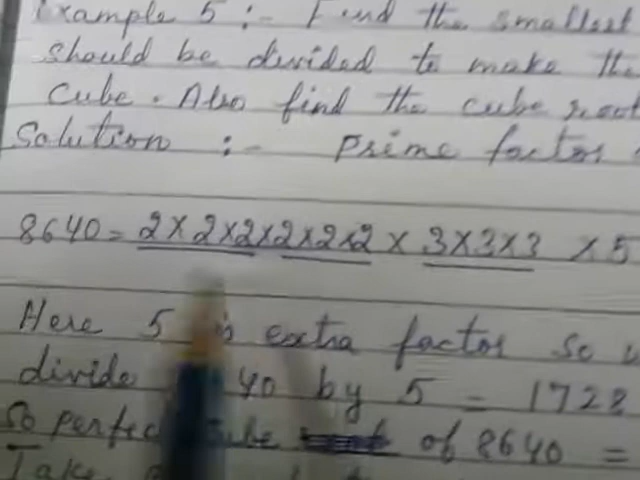 Example 5 :- Find the smallest
should be divided to make the
cube. Also find the cube root
Solution :- Prime factor
8640 = 2×2×2×2×2×2 × 3×3×3 ×5
Here 5 is extra factor so
divide 40 by 5 = 1728
So perfect cube of 8640 =
Take